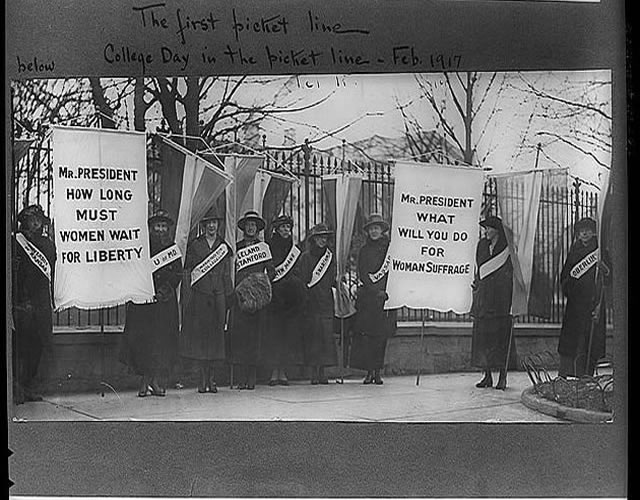 The first picket line
College Day in the picket line - Feb. 1917
below
MR. PRESIDENT
HOW LONG
MUST
WOMEN WAIT
FOR LIBERTY
MR. PRESIDENT
WHAT
WILL YOU DO
FOR
WOMAN SUFFRAGE
U. OF MO.
LELAND
STANFORD
OBERLIN